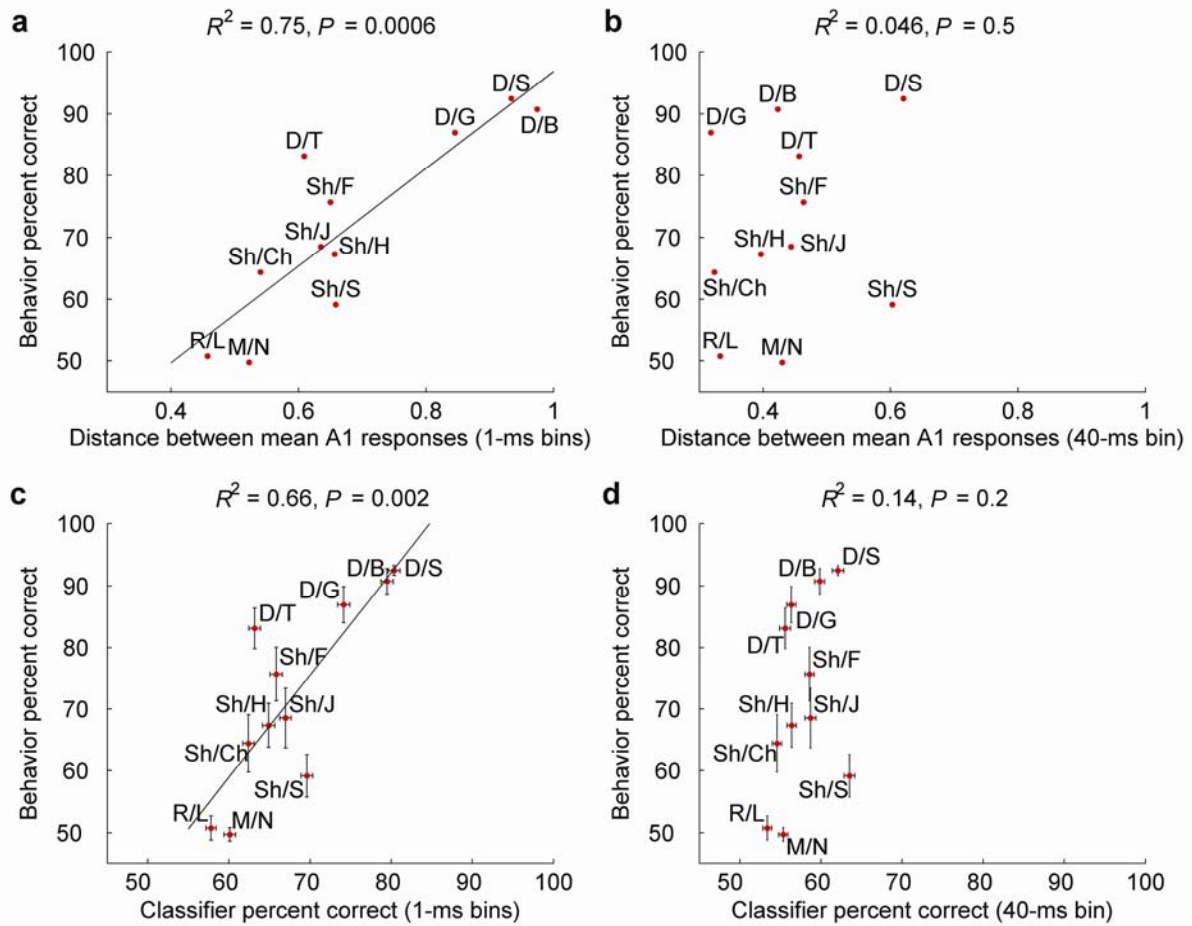 a
R² = 0.75, P = 0.0006
Behavior percent correct
100
90
80
70
60
50
D/S
D/B
D/G
D/T
Sh/F
Sh/J
Sh/H
Sh/Ch
Sh/S
R/L
M/N
0.4
0.6
0.8
1
Distance between mean A1 responses (1-ms bins)
b
R² = 0.046, P = 0.5
Behavior percent correct
100
90
80
70
60
50
D/S
D/B
D/G
D/T
Sh/F
Sh/H
Sh/J
Sh/Ch
Sh/S
R/L
M/N
0.4
0.6
0.8
1
Distance between mean A1 responses (40-ms bin)
c
R² = 0.66, P = 0.002
Behavior percent correct
100
90
80
70
60
50
D/B
D/S
D/G
D/T
Sh/F
Sh/H
Sh/J
Sh/Ch
Sh/S
R/L
M/N
50
60
70
80
90
100
Classifier percent correct (1-ms bins)
d
R² = 0.14, P = 0.2
Behavior percent correct
100
90
80
70
60
50
D/S
D/B
D/G
D/T
Sh/F
Sh/H
Sh/J
Sh/Ch
Sh/S
R/L
M/N
50
60
70
80
90
100
Classifier percent correct (40-ms bin)